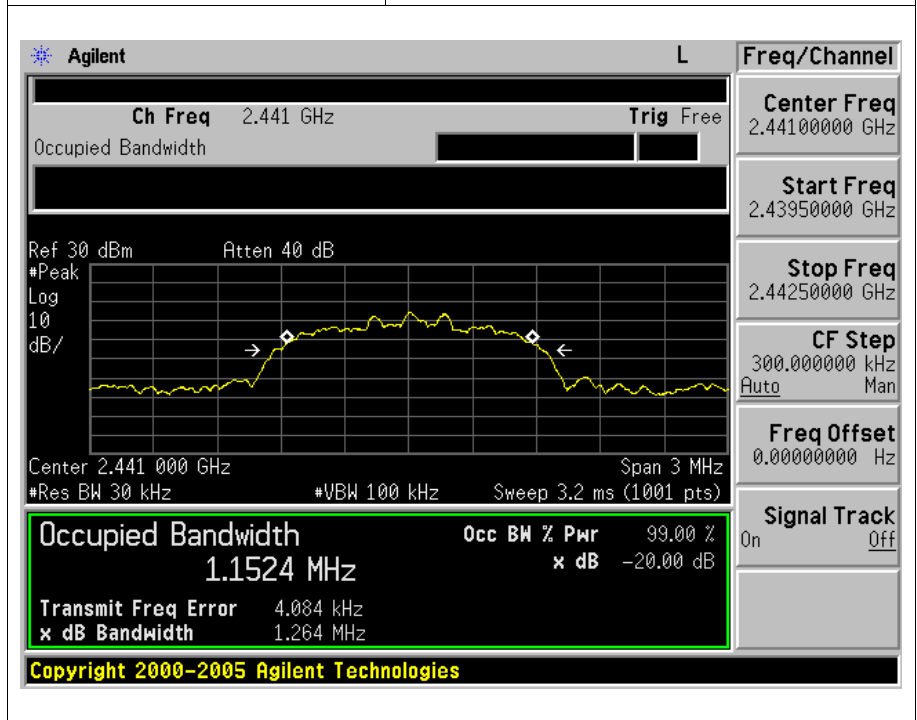 Agilent L Freq/Channel
Ch Freq 2.441 GHz Trig Free
Occupied Bandwidth
Center Freq
2.44100000 GHz
Start Freq
2.43950000 GHz
Stop Freq
2.44250000 GHz
CF Step
300.000000 kHz
Auto Man
Freq Offset
0.00000000 Hz
Signal Track
On Off
Ref 30 dBm Atten 40 dB
#Peak
Log
10
dB/
Center 2.441 000 GHz Span 3 MHz
#Res BW 30 kHz #VBW 100 kHz Sweep 3.2 ms (1001 pts)
Occupied Bandwidth Occ BW % Pwr 99.00 %
1.1524 MHz x dB -20.00 dB
Transmit Freq Error 4.084 kHz
x dB Bandwidth 1.264 MHz
Copyright 2000-2005 Agilent Technologies